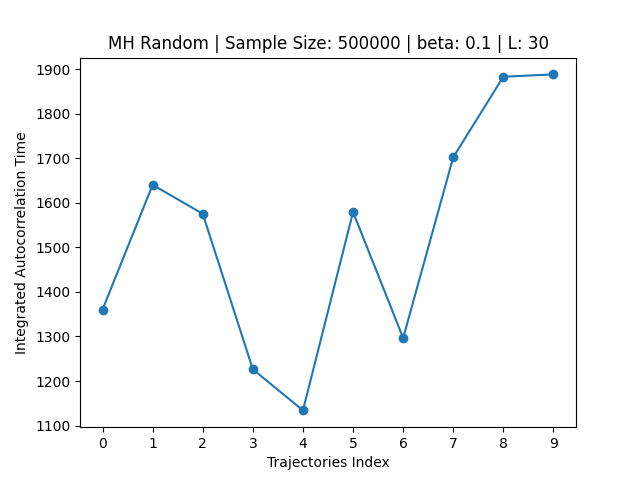 MH Random | Sample Size: 500000 | beta: 0.1 | L: 30
Integrated Autocorrelation Time
1900
1800
1700
1600
1500
1400
1300
1200
1100
0 1 2 3 4 5 6 7 8 9
Trajectories Index